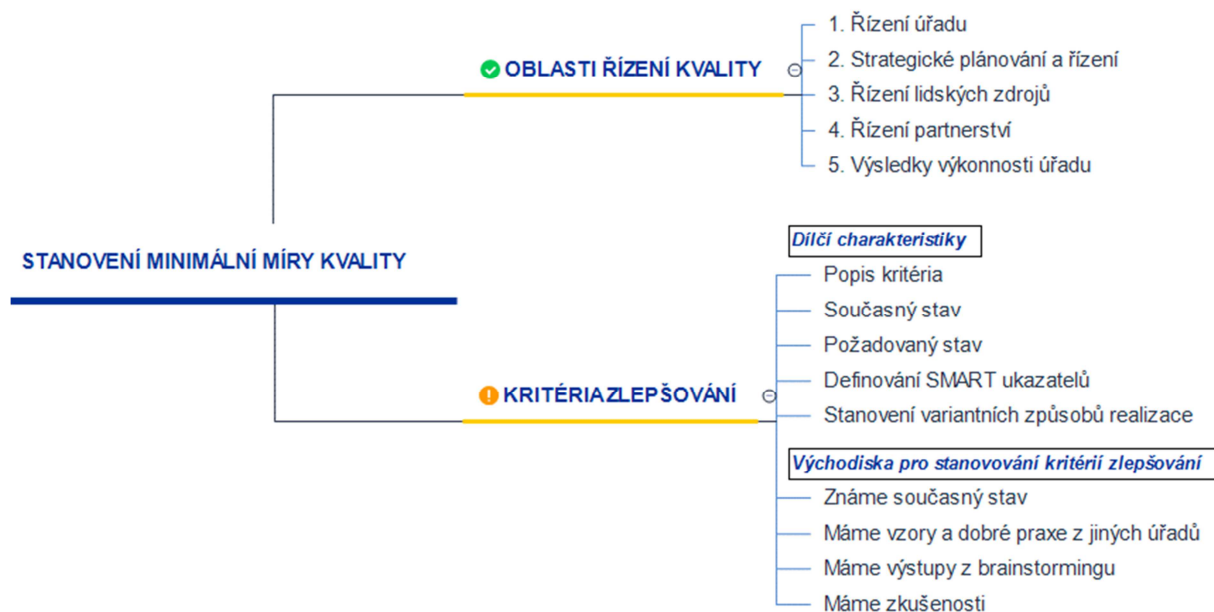 STANOVENÍ MINIMÁLNÍ MÍRY KVALITY
OBLASTI ŘÍZENÍ KVALITY
1. Řízení úřadu
2. Strategické plánování a řízení
3. Řízení lidských zdrojů
4. Řízení partnerství
5. Výsledky výkonnosti úřadu
KRITÉRIA ZLEPŠOVÁNÍ
Dílčí charakteristiky
Popis kritéria
Současný stav
Požadovaný stav
Definování SMART ukazatelů
Stanovení variantních způsobů realizace
Východiska pro stanovování kritérií zlepšování
Známe současný stav
Máme vzory a dobré praxe z jiných úřadů
Máme výstupy z brainstormingu
Máme zkušenosti